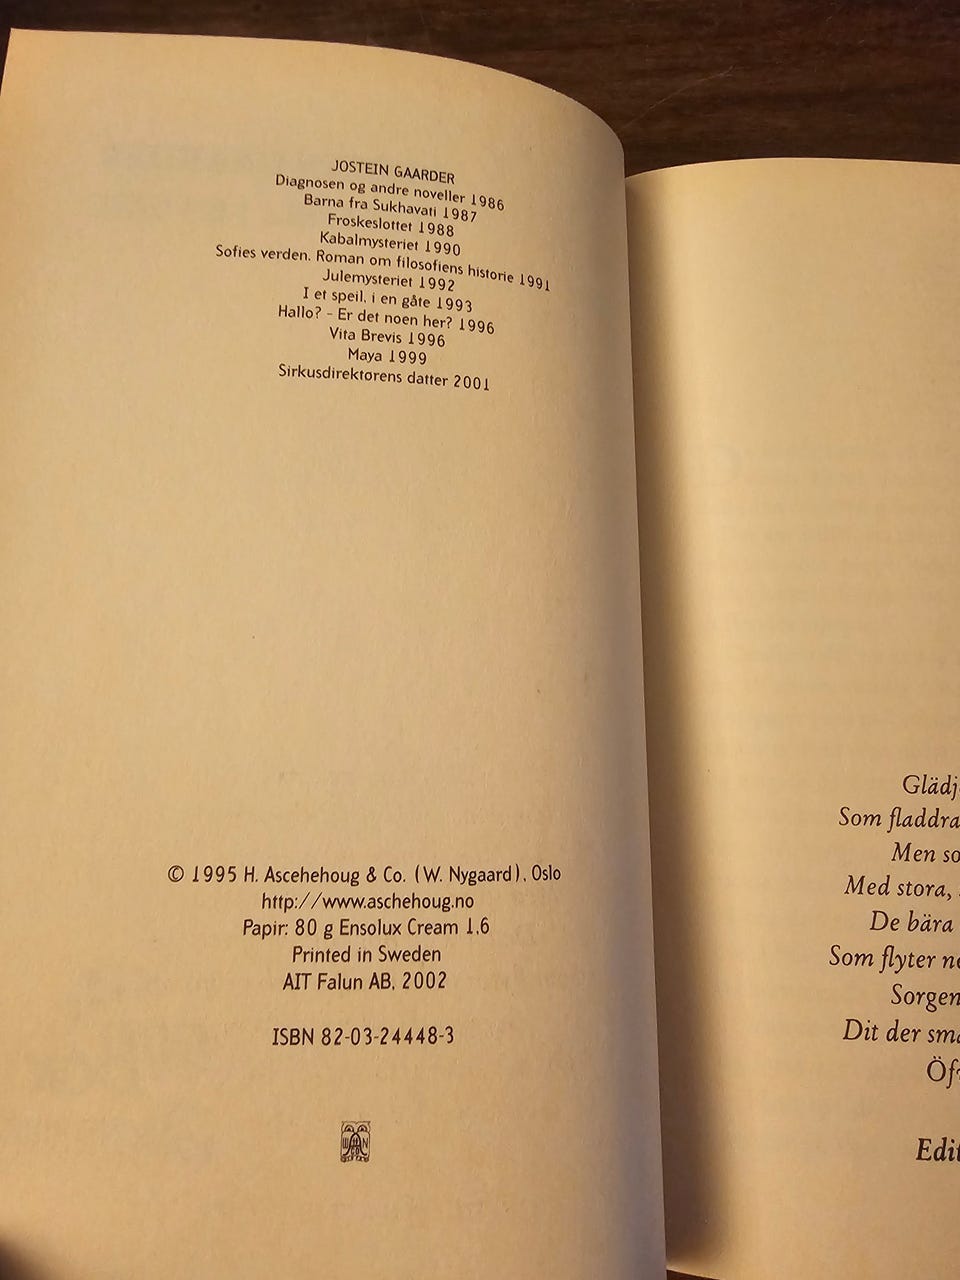 JOSTEIN GAARDER
Diagnosen og andre noveller 1986
Barna fra Sukhavati 1987
Froskeslottet 1988
Kabalmysteriet 1990
Sofies verden. Roman om filosofiens historie 1991
Julemysteriet 1992
I et speil, i en gåte 1993
Hallo? - Er det noen her? 1996
Vita Brevis 1996
Maya 1999
Sirkusdirektørens datter 2001
© 1995 H. Ascehehoug & Co. (W. Nygaard), Oslo
http://www.aschehoug.no
Papir: 80 g Ensolux Cream 1,6
Printed in Sweden
AIT Falun AB, 2002
ISBN 82-03-24448-3
Glädj
Som fladdra
Men so
Med stora,
De bära
Som flyter ne
Sorgen
Dit der sma
Öf
Edit